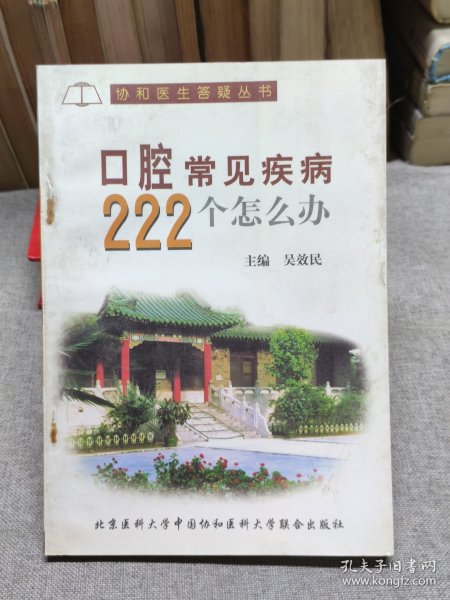 协和医生答疑丛书
口腔常见疾病
222个怎么办
主编 吴效民
北京医科大学中国协和医科大学联合出版社
孔夫子旧书网
www.kongfz.com